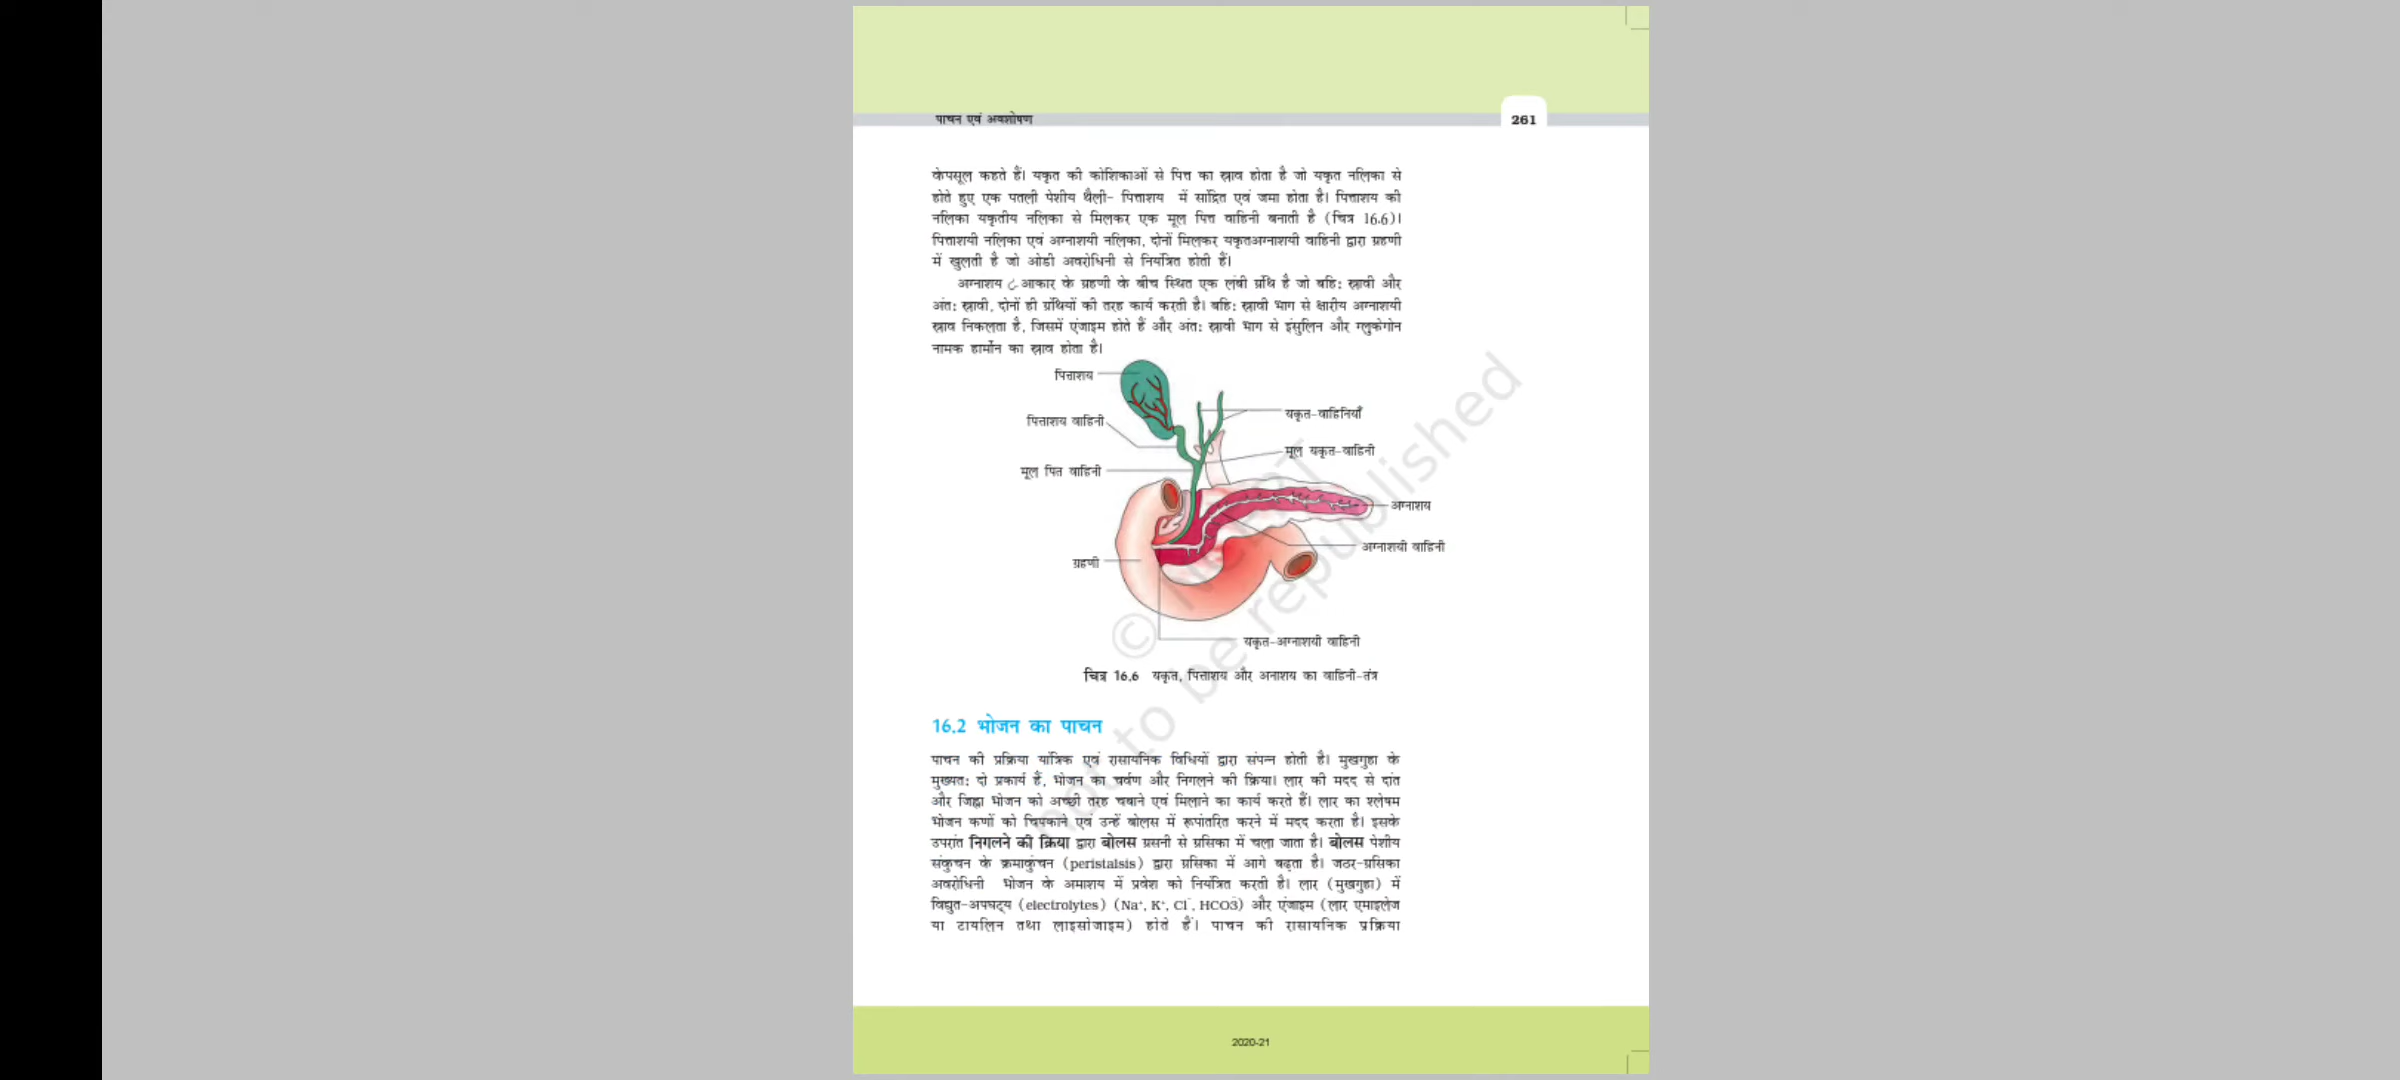 पाचन एवं अवशोषण
261
केपसूल कहते हैं। यकृत की कोशिकाओं से पित्त का स्राव होता है जो यकृत नलिका से
होते हुए एक पतली पेशीय थैली- पित्ताशय में सांद्रित एवं जमा होता है। पित्ताशय की
नलिका यकृतीय नलिका से मिलकर एक मूल पित्त वाहिनी बनाती है (चित्र 16.6)।
पित्ताशयी नलिका एवं अग्नाशयी नलिका, दोनों मिलकर यकृतअग्नाशयी वाहिनी द्वारा ग्रहणी
में खुलती है जो ओडी अवरोधिनी से नियंत्रित होती हैं।
अग्नाशय U आकार के ग्रहणी के बीच स्थित एक लंबी ग्रंथि है जो बहि: स्रावी और
अंत: स्रावी, दोनों ही ग्रंथियों की तरह कार्य करती है। बहि: स्रावी भाग से क्षारीय अग्नाशयी
स्राव निकलता है, जिसमें एंजाइम होते हैं और अंत: स्रावी भाग से इंसुलिन और ग्लुकेगोन
नामक हार्मोन का स्राव होता है।
पित्ताशय
पित्ताशय वाहिनी
यकृत-वाहिनियाँ
मूल यकृत-वाहिनी
मूल पित वाहिनी
अग्नाशय
अग्नाशयी वाहिनी
ग्रहणी
यकृत-अग्नाशयी वाहिनी
चित्र 16.6 यकृत, पित्ताशय और अनाशय का वाहिनी-तंत्र
16.2 भोजन का पाचन
पाचन की प्रक्रिया यांत्रिक एवं रासायनिक विधियों द्वारा संपन्न होती है। मुखगुहा के
मुख्यत: दो प्रकार्य हैं, भोजन का चर्वण और निगलने की क्रिया। लार की मदद से दांत
और जिह्वा भोजन को अच्छी तरह चबाने एवं मिलाने का कार्य करते हैं। लार का श्लेषम
भोजन कणों को चिपकाने एवं उन्हें बोलस में रूपांतरित करने में मदद करता है। इसके
उपरांत निगलने की क्रिया द्वारा बोलस ग्रसनी से ग्रसिका में चला जाता है। बोलस पेशीय
संकुचन के क्रमाकुंचन (peristalsis) द्वारा ग्रसिका में आगे बढ़ता है। जठर-ग्रसिका
अवरोधिनी भोजन के अमाशय में प्रवेश को नियंत्रित करती है। लार (मुखगुहा) में
विद्युत-अपघट्य (electrolytes) (Na⁺, K⁺, Cl⁻, HCO3⁻) और एंजाइम (लार एमाइलेज
या टायलिन तथा लाइसोजाइम) होते हैं। पाचन की रासायनिक प्रक्रिया
© NCERT
not to be republished
2020-21